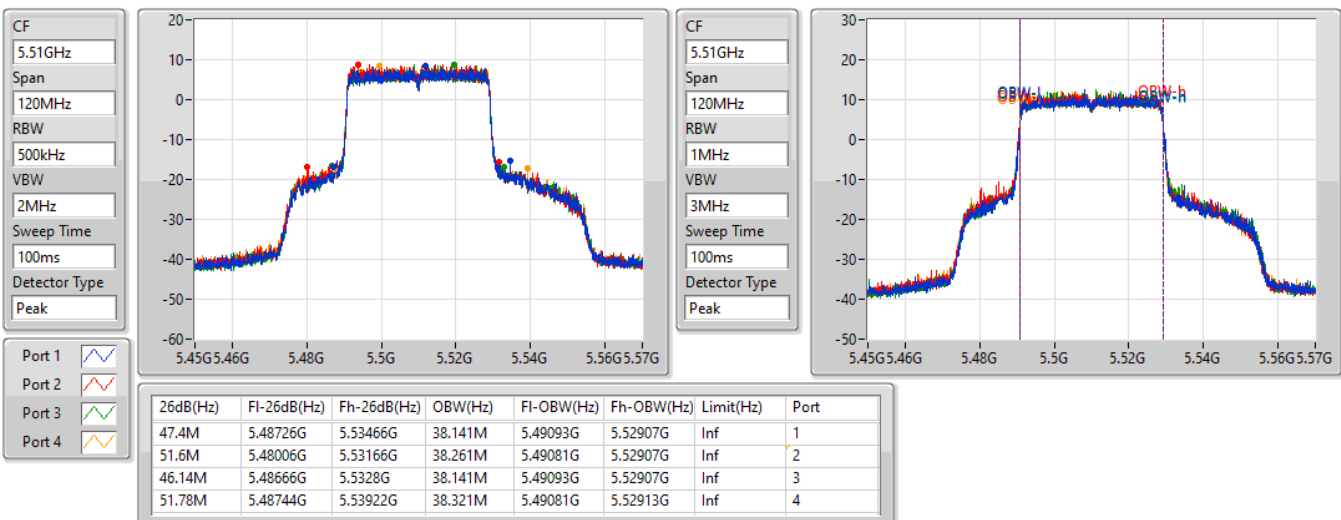 CF
5.51GHz
Span
120MHz
RBW
500kHz
VBW
2MHz
Sweep Time
100ms
Detector Type
Peak
20
10
0
-10
-20
-30
-40
-50
-60
5.45G 5.46G 5.48G 5.5G 5.52G 5.54G 5.56G 5.57G
CF
5.51GHz
Span
120MHz
RBW
1MHz
VBW
3MHz
Sweep Time
100ms
Detector Type
Peak
30
20
10
0
-10
-20
-30
-40
-50
OBW-l OBW-h
5.45G 5.46G 5.48G 5.5G 5.52G 5.54G 5.56G 5.57G
Port 1
Port 2
Port 3
Port 4
26dB(Hz) Fl-26dB(Hz) Fh-26dB(Hz) OBW(Hz) Fl-OBW(Hz) Fh-OBW(Hz) Limit(Hz) Port
47.4M 5.48726G 5.53466G 38.141M 5.49093G 5.52907G Inf 1
51.6M 5.48006G 5.53166G 38.261M 5.49081G 5.52907G Inf 2
46.14M 5.48666G 5.5328G 38.141M 5.49093G 5.52907G Inf 3
51.78M 5.48744G 5.53922G 38.321M 5.49081G 5.52913G Inf 4